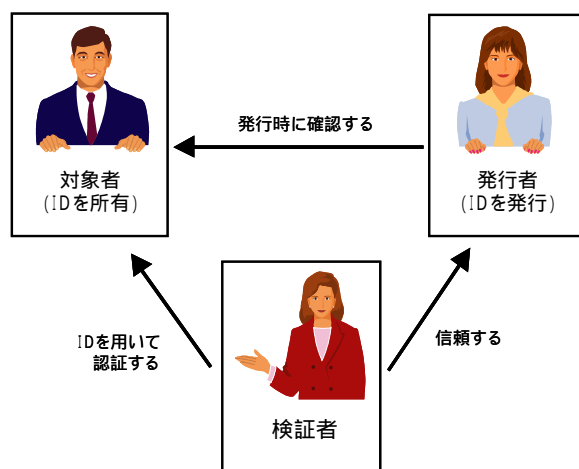 発行時に確認する
対象者
(IDを所有)
発行者
(IDを発行)
IDを用いて
認証する
信頼する
検証者